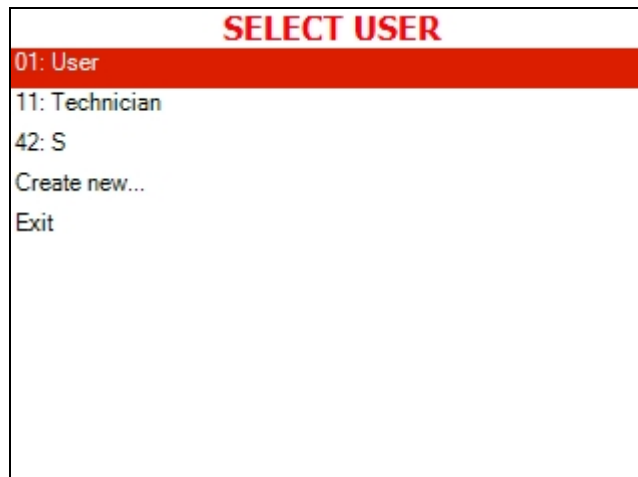 SELECT USER
01: User
11: Technician
42: S
Create new...
Exit